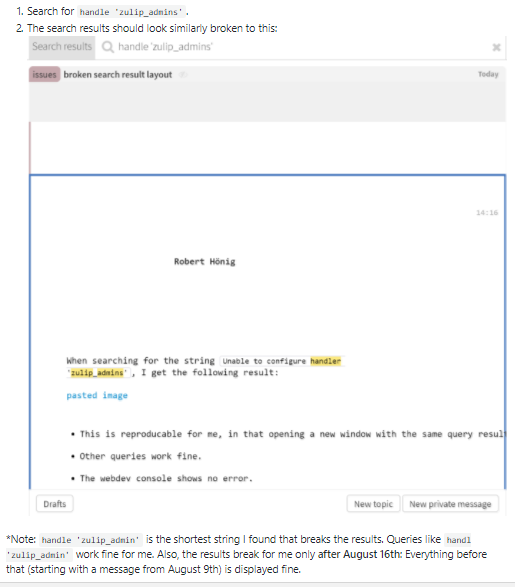 1. Search for handle 'zulip_admins' .
2. The search results should look similarly broken to this:
Search results handle 'zulip_admins'
issues broken search result layout Today
14:16
Robert Hönig
When searching for the string Unable to configure handler
'zulip_admins' , I get the following result:
pasted image
• This is reproducable for me, in that opening a new window with the same query resul
• Other queries work fine.
• The webdev console shows no error.
Drafts New topic New private message
*Note: handle 'zulip_admin' is the shortest string I found that breaks the results. Queries like handl
'zulip_admin' work fine for me. Also, the results break for me only after August 16th: Everything before
that (starting with a message from August 9th) is displayed fine.